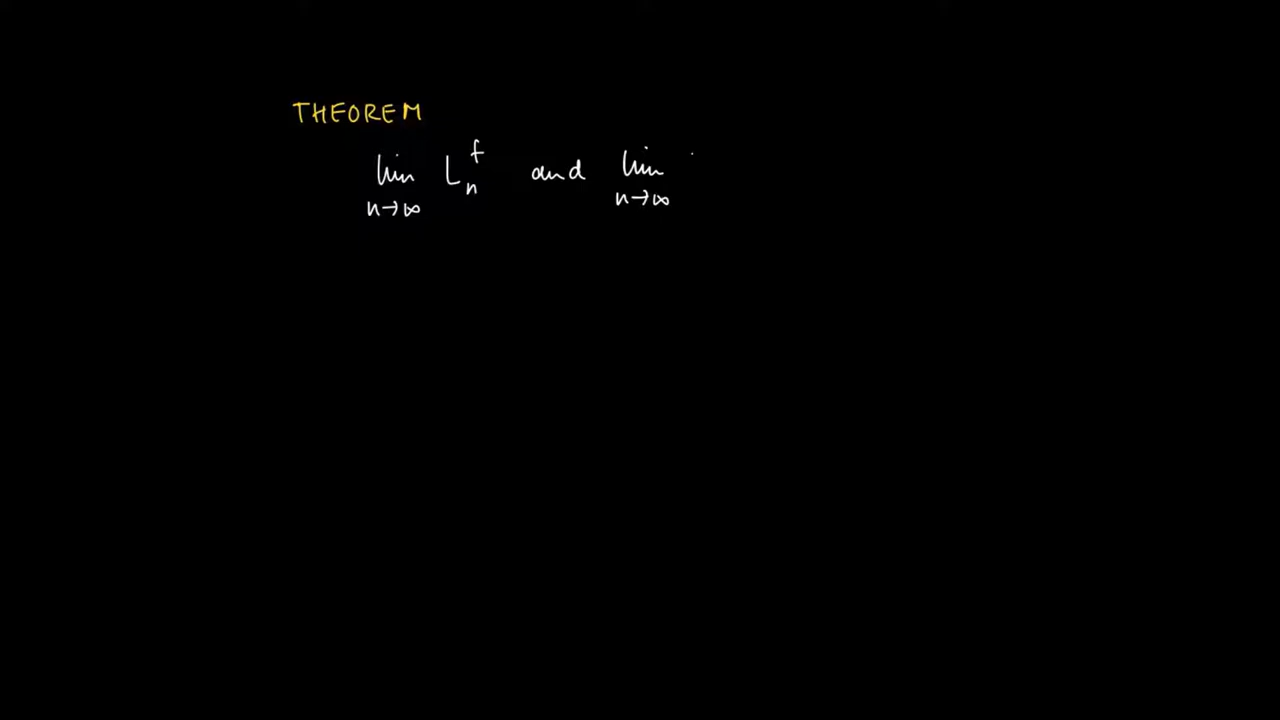 THEOREM
lim L_n^f and lim
n→∞ n→∞